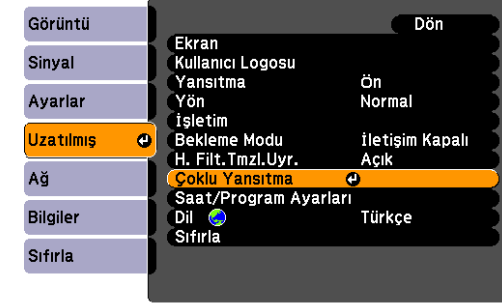 Görüntü
Sinyal
Ayarlar
Uzatılmış
Ağ
Bilgiler
Sıfırla
Dön
Ekran
Kullanıcı Logosu
Yansıtma Ön
Yön Normal
İşletim
Bekleme Modu İletişim Kapalı
H. Filt.Tmzl.Uyr. Açık
Çoklu Yansıtma
Saat/Program Ayarları
Dil Türkçe
Sıfırla